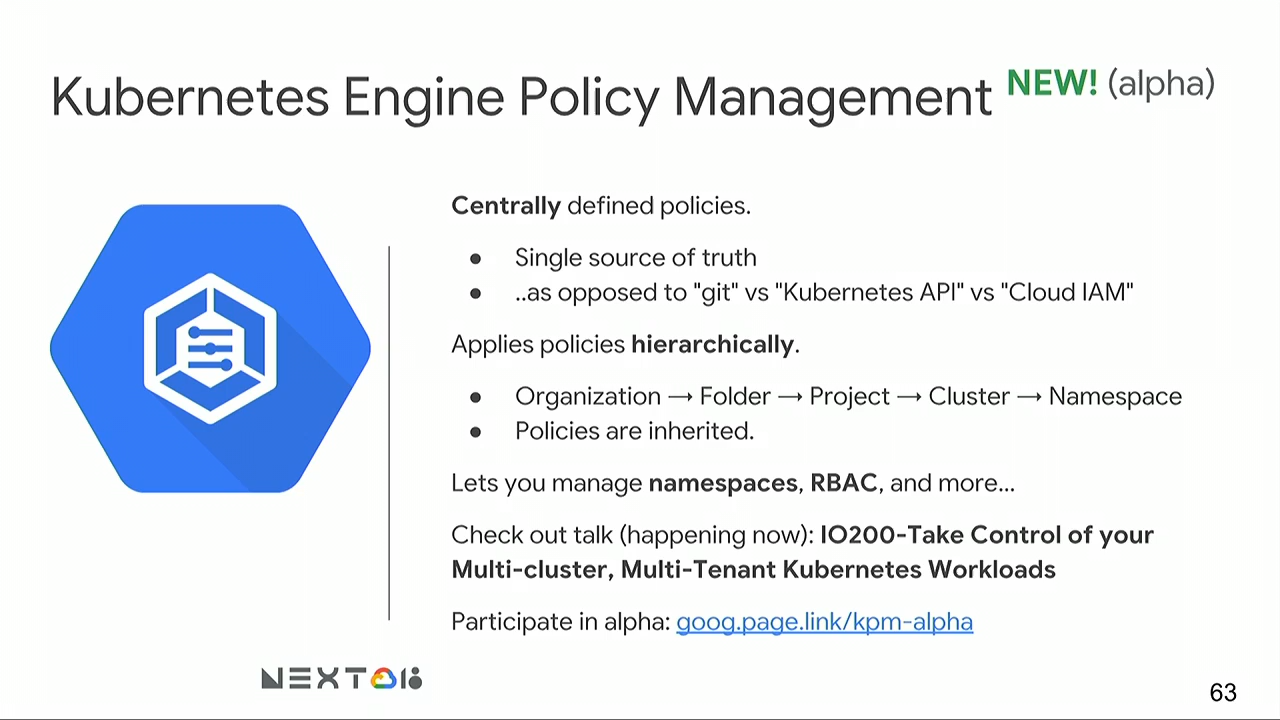 Kubernetes Engine Policy Management NEW! (alpha)
Centrally defined policies.
● Single source of truth
● ..as opposed to "git" vs "Kubernetes API" vs "Cloud IAM"
Applies policies hierarchically.
● Organization → Folder → Project → Cluster → Namespace
● Policies are inherited.
Lets you manage namespaces, RBAC, and more...
Check out talk (happening now): IO200-Take Control of your
Multi-cluster, Multi-Tenant Kubernetes Workloads
Participate in alpha: goog.page.link/kpm-alpha
NEXT 18
63